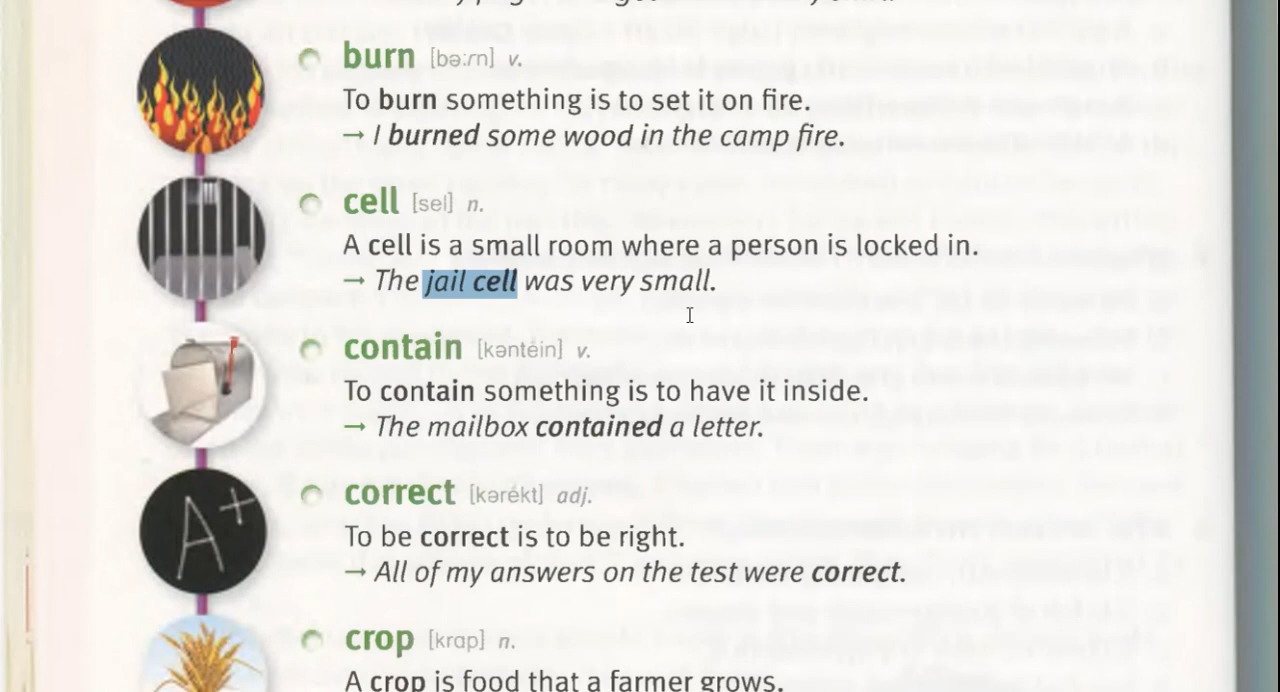 burn [bəːrn] v.
To burn something is to set it on fire.
→ I burned some wood in the camp fire.
cell [sel] n.
A cell is a small room where a person is locked in.
→ The jail cell was very small.
contain [kəntéin] v.
To contain something is to have it inside.
→ The mailbox contained a letter.
A+
correct [kərékt] adj.
To be correct is to be right.
→ All of my answers on the test were correct.
crop [krɑp] n.
A crop is food that a farmer grows.